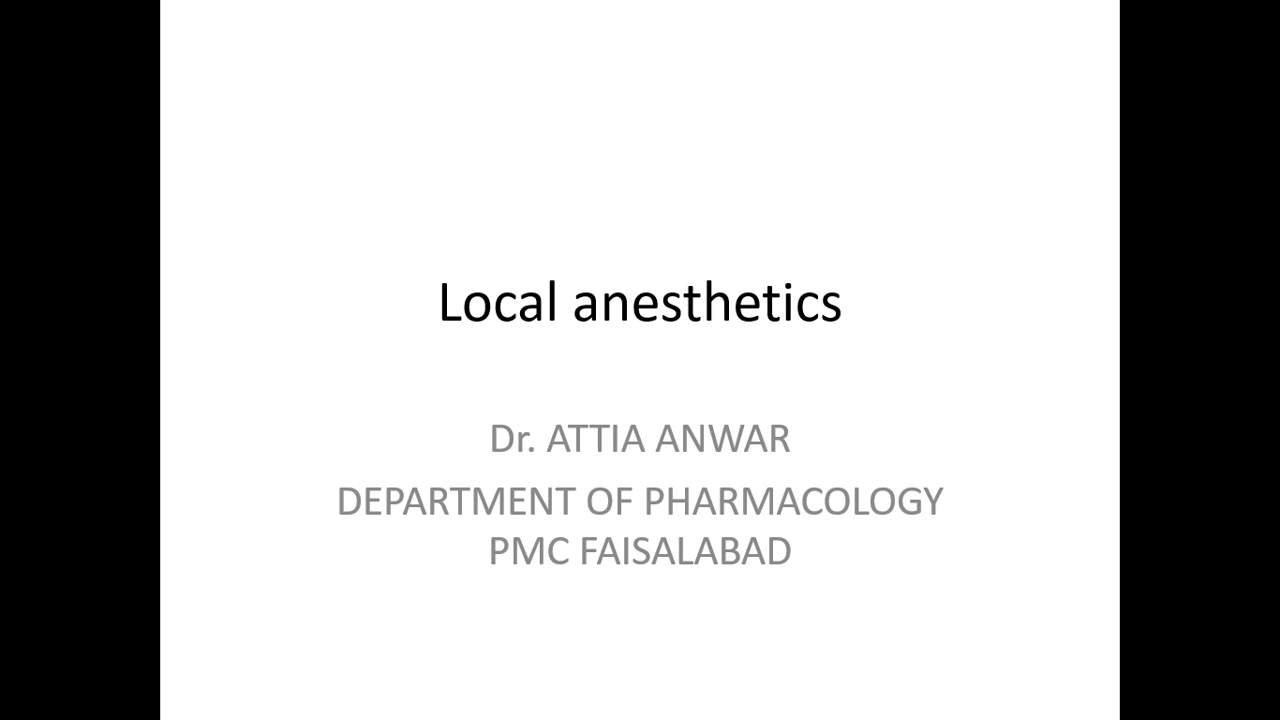 Local anesthetics
Dr. ATTIA ANWAR
DEPARTMENT OF PHARMACOLOGY
PMC FAISALABAD